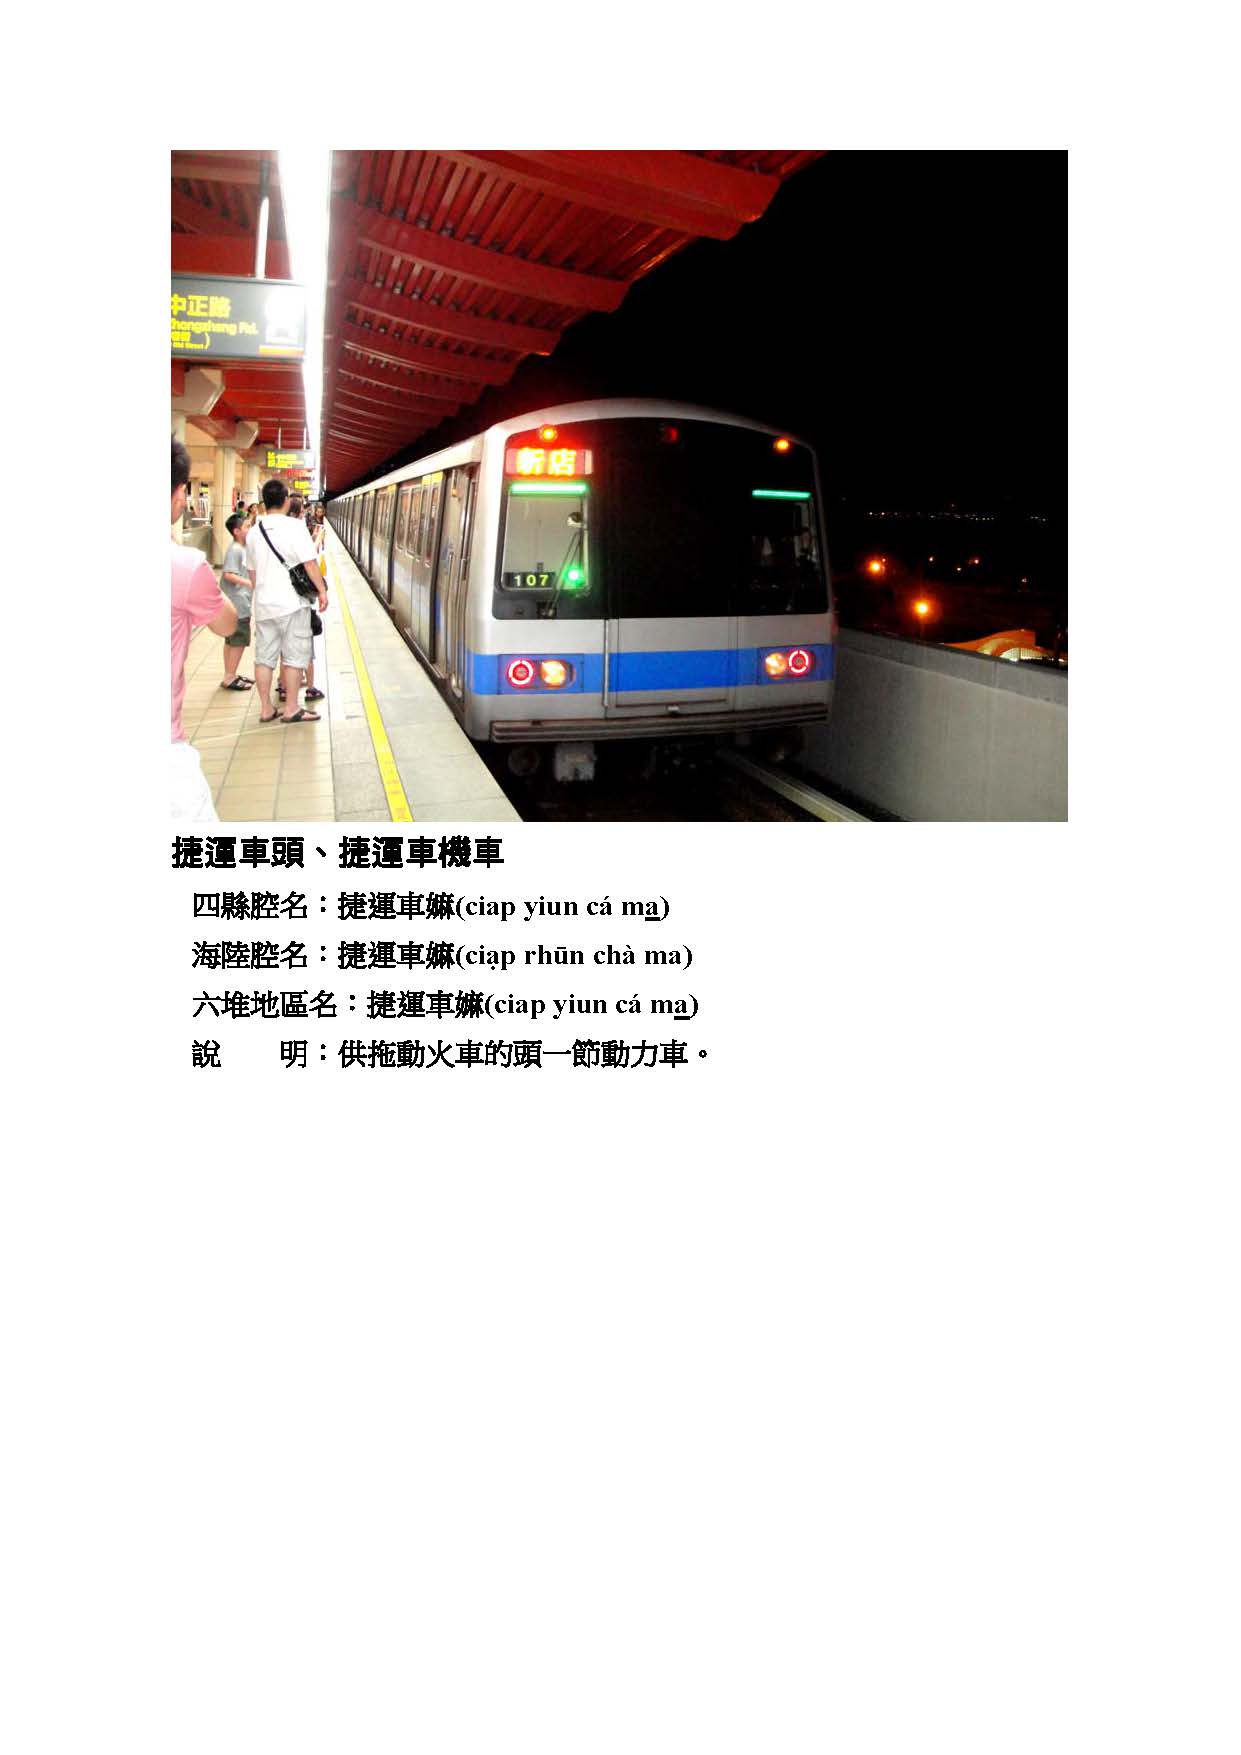 中正路
Zhongzheng Rd.
新店
107
捷運車頭、捷運車機車
四縣腔名：捷運車嫲(ciap yiun cá ma̲)
海陸腔名：捷運車嫲(ciạp rhūn chà ma)
六堆地區名：捷運車嫲(ciap yiun cá ma̲)
說　　明：供拖動火車的頭一節動力車。